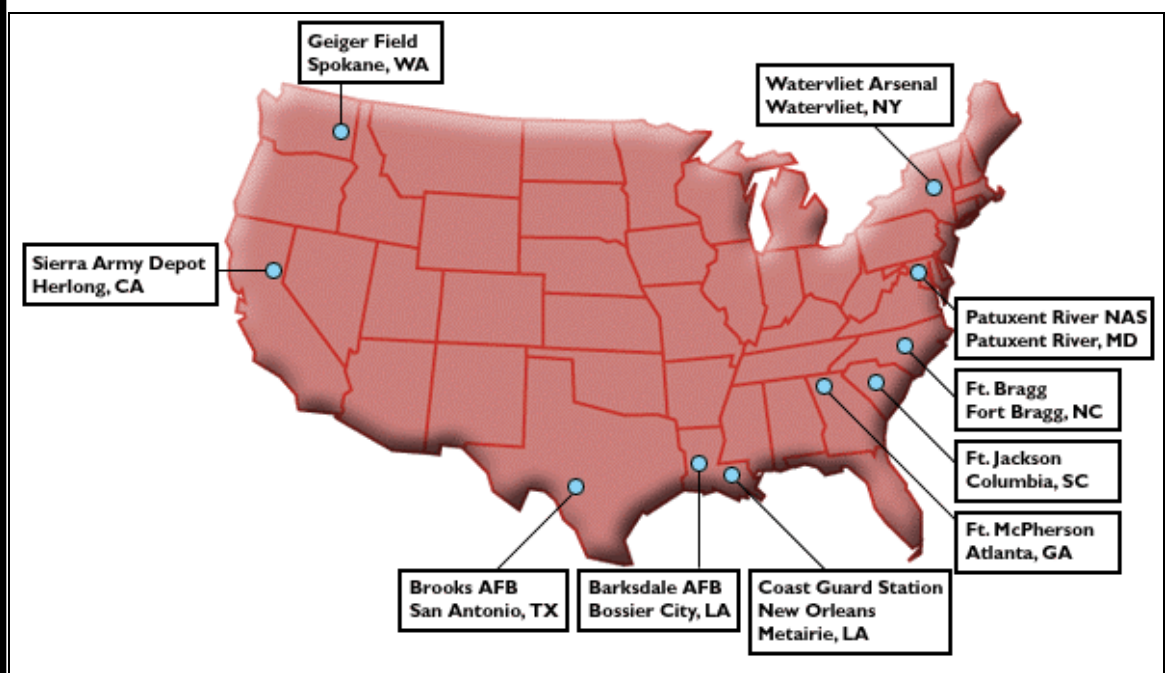 Geiger Field
Spokane, WA
Watervliet Arsenal
Watervliet, NY
Sierra Army Depot
Herlong, CA
Patuxent River NAS
Patuxent River, MD
Ft. Bragg
Fort Bragg, NC
Ft. Jackson
Columbia, SC
Ft. McPherson
Atlanta, GA
Brooks AFB
San Antonio, TX
Barksdale AFB
Bossier City, LA
Coast Guard Station
New Orleans
Metairie, LA